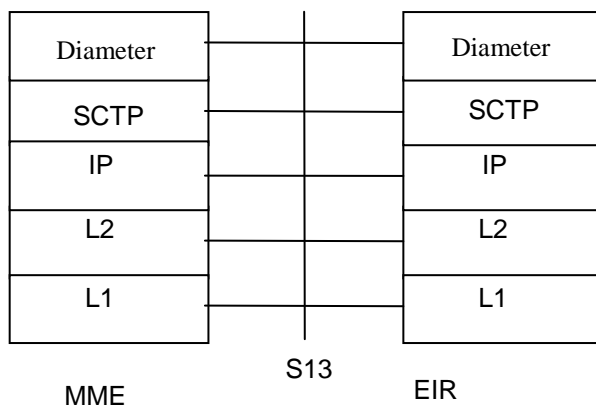 Diameter
Diameter
SCTP
SCTP
IP
IP
L2
L2
L1
L1
S13
MME
EIR